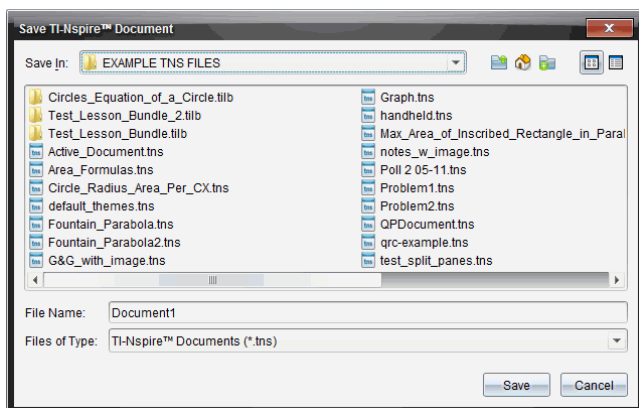 Save TI-Nspire™ Document
Save In: EXAMPLE TNS FILES
Circles_Equation_of_a_Circle.tilb
Test_Lesson_Bundle_2.tilb
Test_Lesson_Bundle.tilb
Active_Document.tns
Area_Formulas.tns
Circle_Radius_Area_Per_CX.tns
default_themes.tns
Fountain_Parabola.tns
Fountain_Parabola2.tns
G&G_with_image.tns
Graph.tns
handheld.tns
Max_Area_of_Inscribed_Rectangle_in_Paral
notes_w_image.tns
Poll 2 05-11.tns
Problem1.tns
Problem2.tns
QPDocument.tns
qrc-example.tns
test_split_panes.tns
File Name: Document1
Files of Type: TI-Nspire™ Documents (*.tns)
Save Cancel